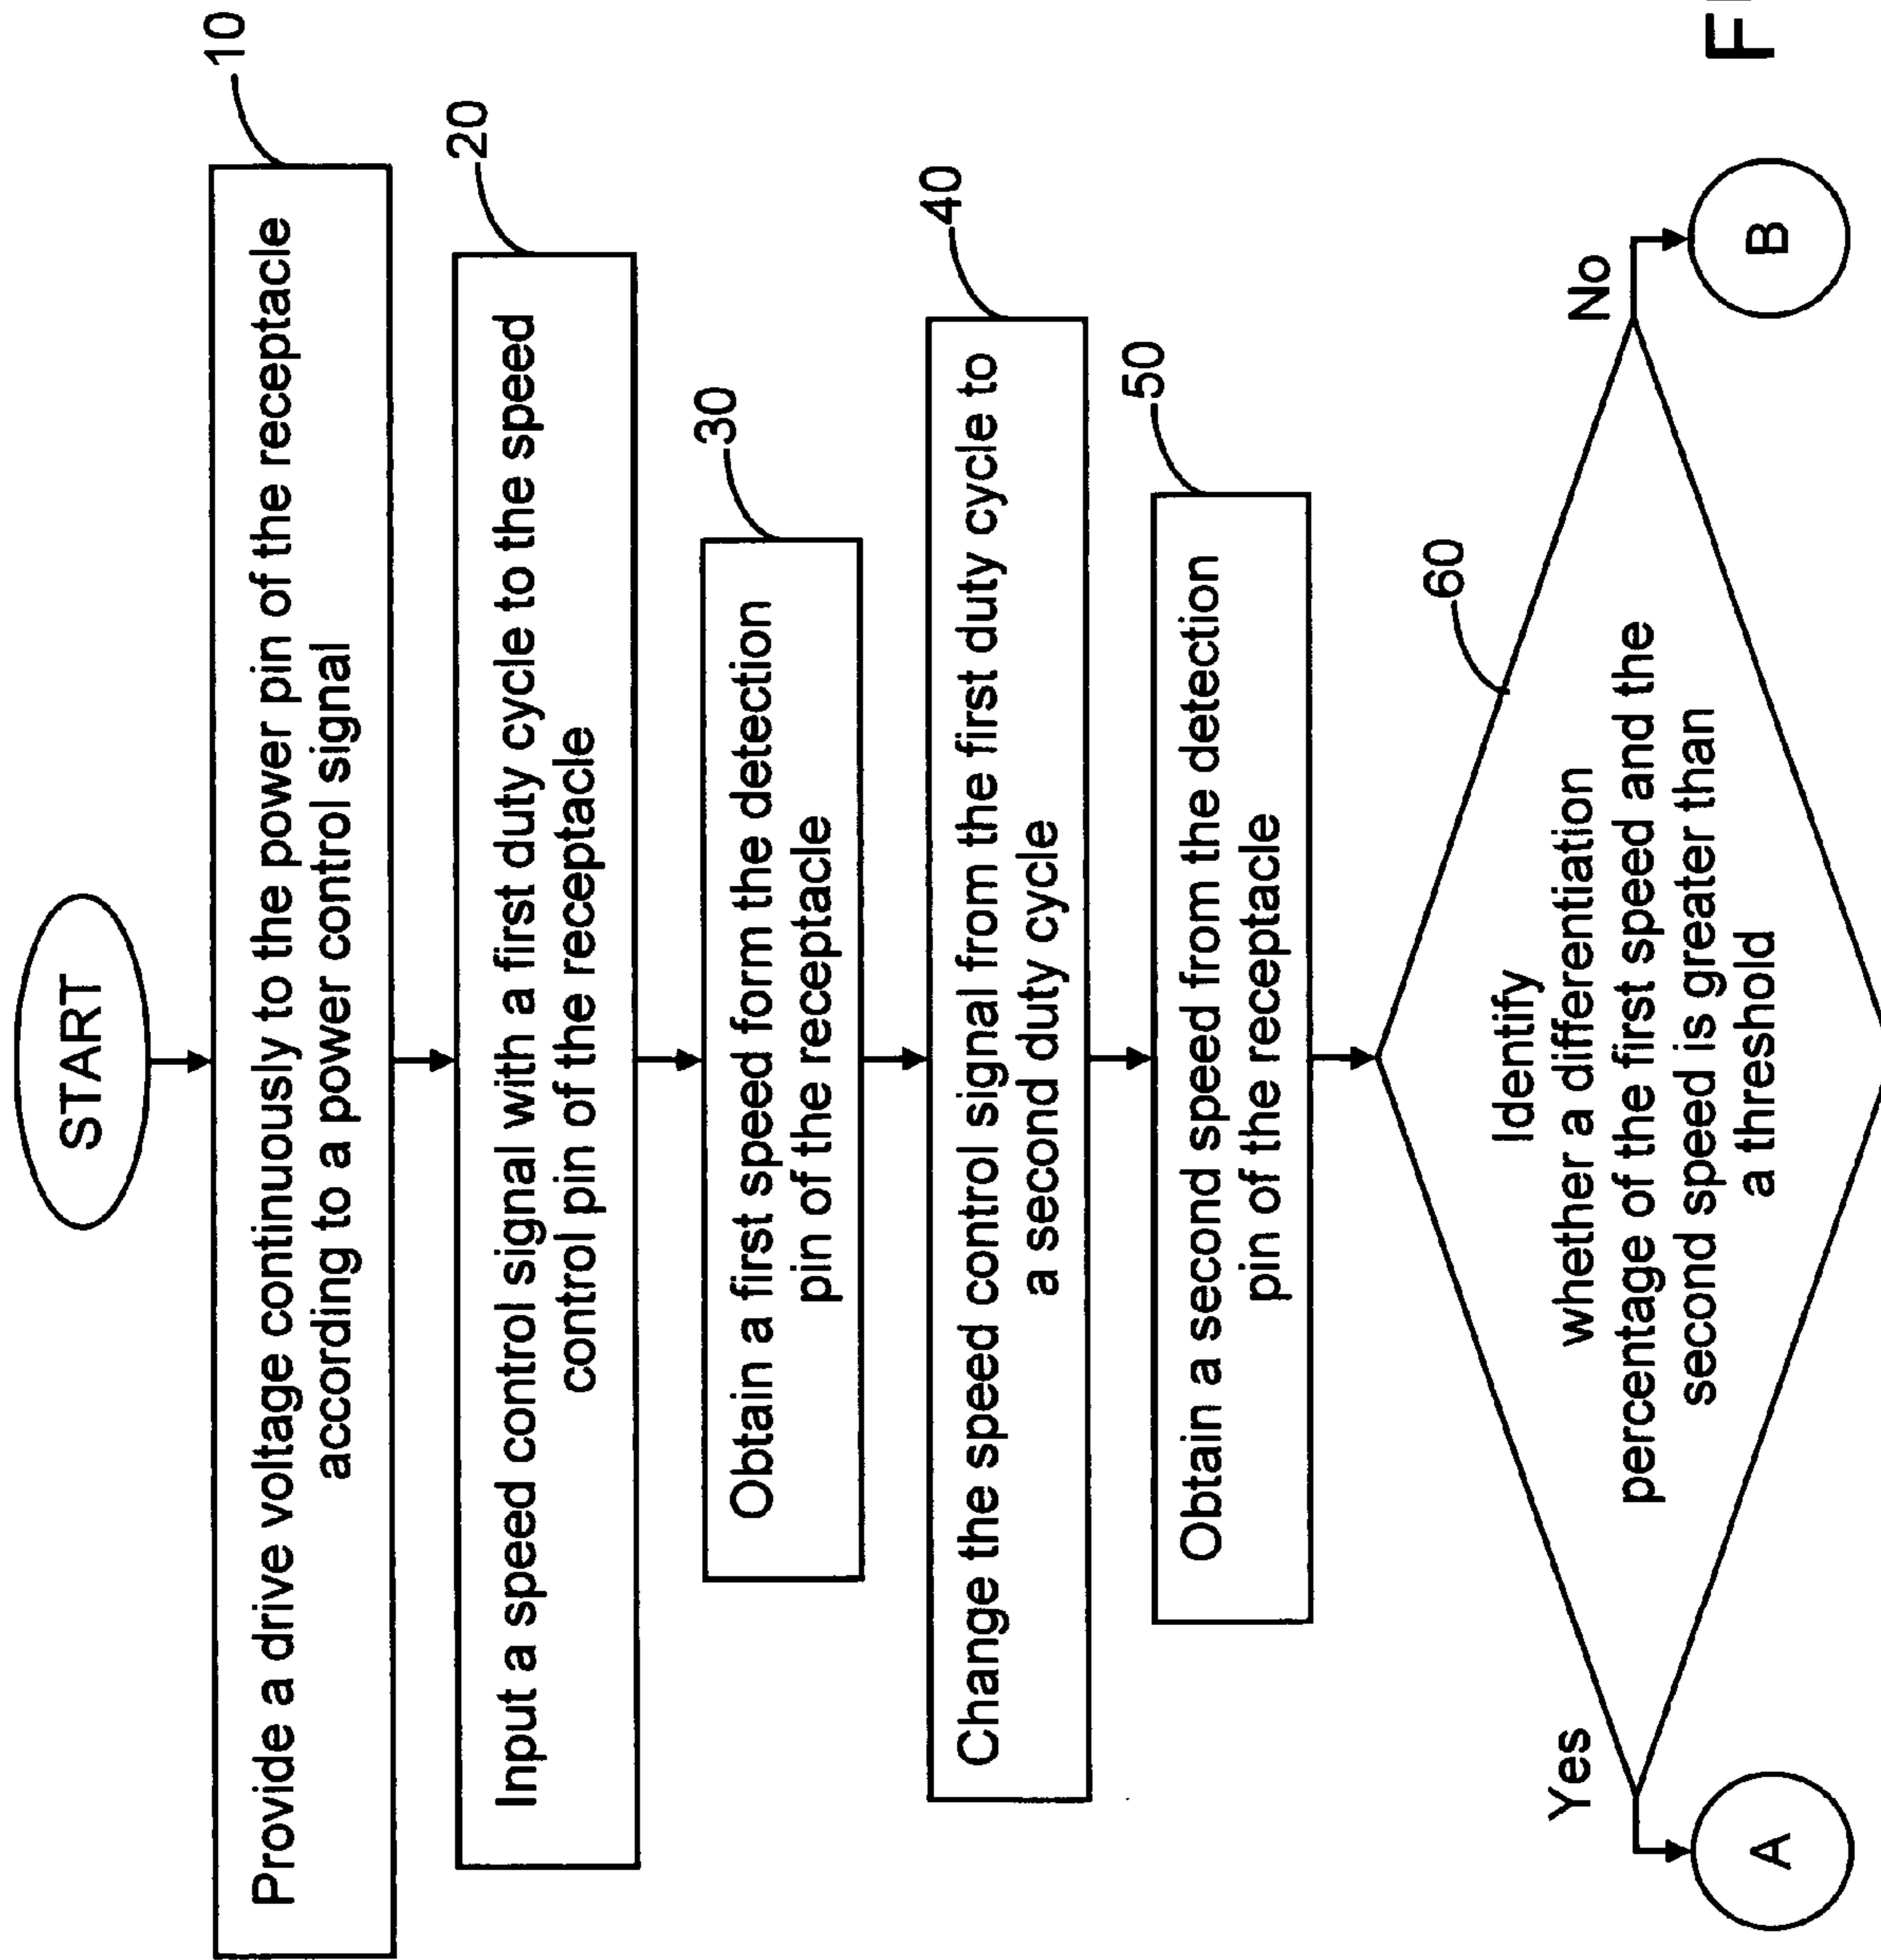 START
10
Provide a drive voltage continuously to the power pin of the receptacle
according to a power control signal
20
Input a speed control signal with a first duty cycle to the speed
control pin of the receptacle
30
Obtain a first speed form the detection
pin of the receptacle
40
Change the speed control signal from the first duty cycle to
a second duty cycle
50
Obtain a second speed from the detection
pin of the receptacle
60
Identify
whether a differentiation
percentage of the first speed and the
second speed is greater than
a threshold
Yes
No
A
B